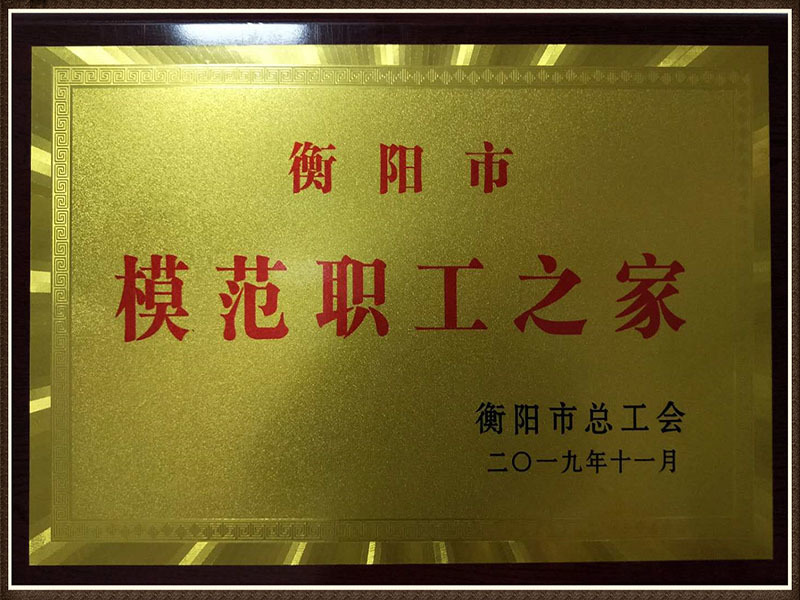 衡阳市
模范职工之家
衡阳市总工会
二〇一九年十一月